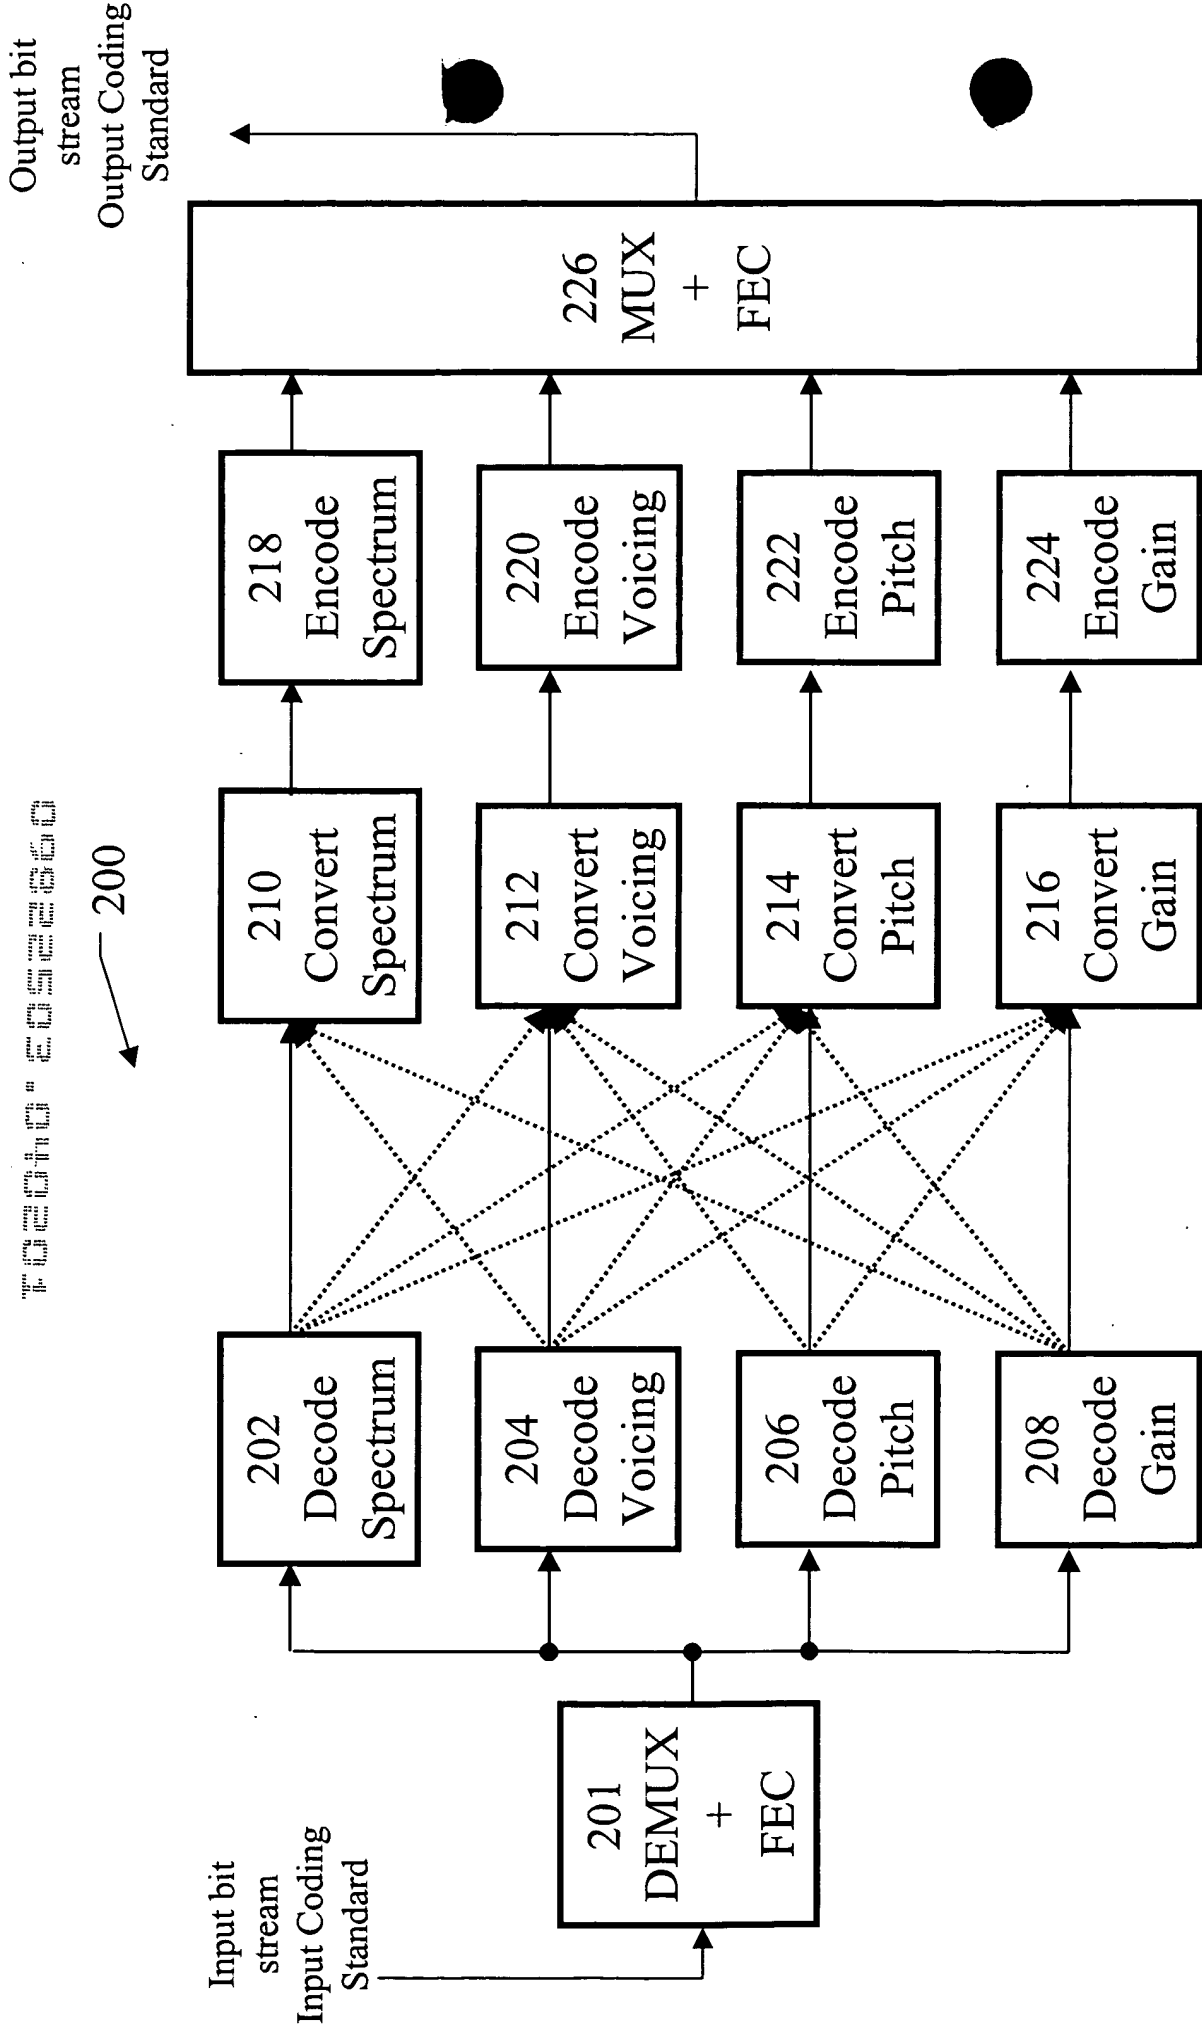 200
Output bit
stream
Output Coding
Standard
Input bit
stream
Input Coding
Standard
201
DEMUX
+
FEC
202
Decode
Spectrum
210
Convert
Spectrum
218
Encode
Spectrum
204
Decode
Voicing
212
Convert
Voicing
220
Encode
Voicing
206
Decode
Pitch
214
Convert
Pitch
222
Encode
Pitch
208
Decode
Gain
216
Convert
Gain
224
Encode
Gain
226
MUX
+
FEC